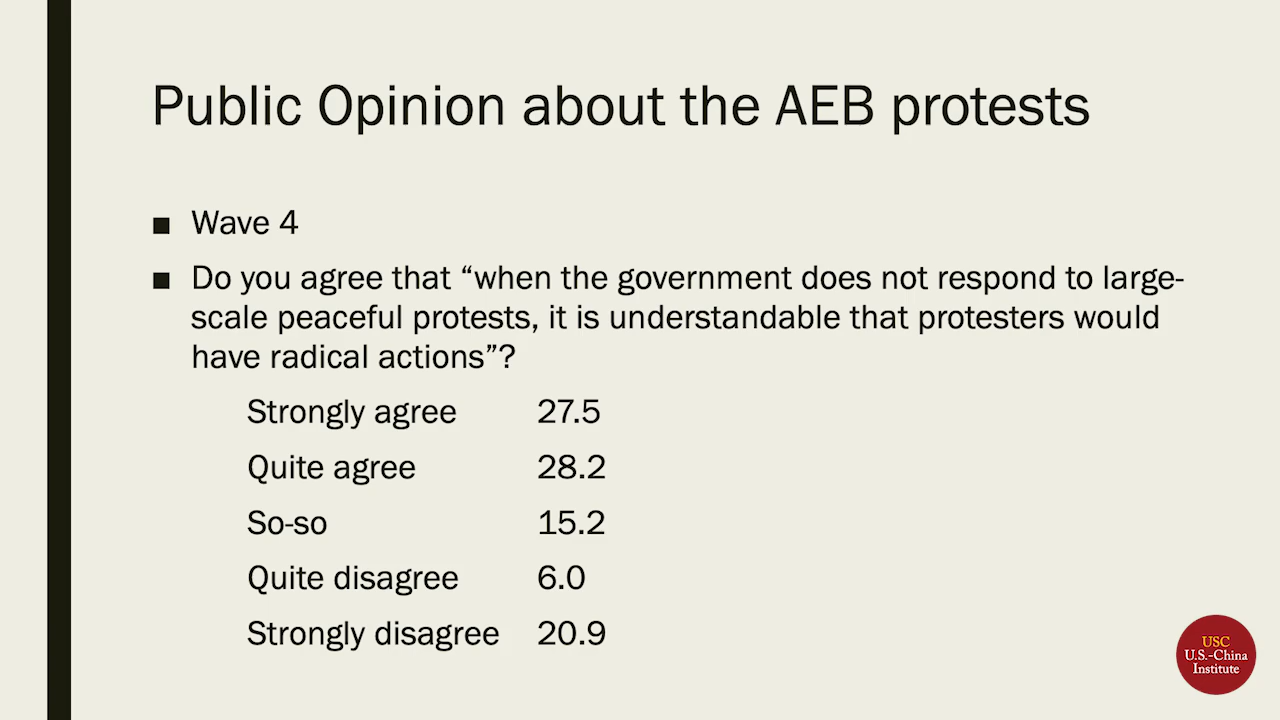 Public Opinion about the AEB protests
■ Wave 4
■ Do you agree that “when the government does not respond to large-
scale peaceful protests, it is understandable that protesters would
have radical actions”?
Strongly agree 27.5
Quite agree 28.2
So-so 15.2
Quite disagree 6.0
Strongly disagree 20.9
USC
U.S.-China
Institute